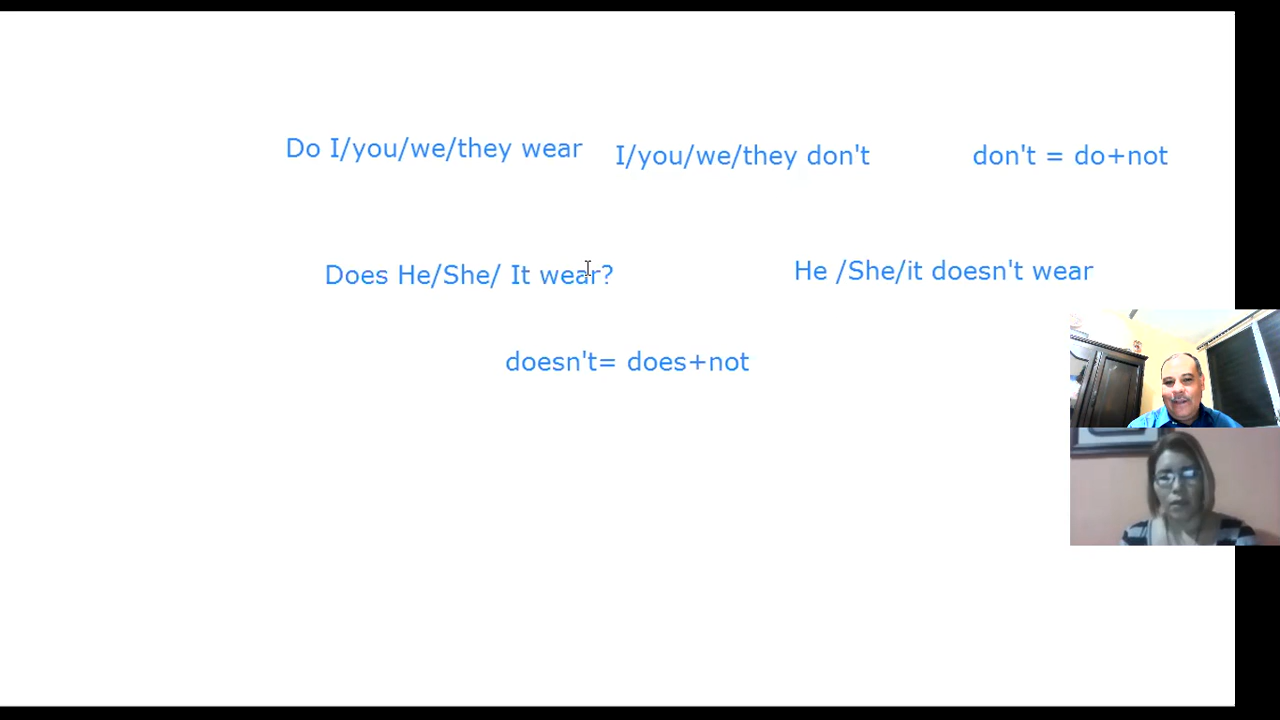 Do I/you/we/they wear
I/you/we/they don't
don't = do+not
Does He/She/ It wear?
He /She/it doesn't wear
doesn't= does+not